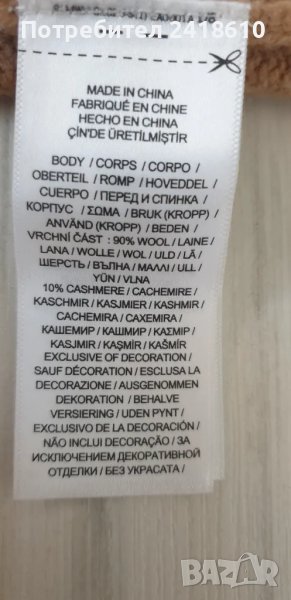 Потребител 2418610
MADE IN CHINA
FABRIQUÉ EN CHINE
HECHO EN CHINA
ÇİN'DE ÜRETİLMİŞTİR
BODY / CORPS / CORPO /
OBERTEIL / ROMP / HOVEDDEL /
CUERPO / ПЕРЕД И СПИНКА /
КОРПУС / ΣΩΜΑ / BRUK (KROPP) /
ANVÄND (KROPP) / BEDEN /
VRCHNÍ ČÁST : 90% WOOL / LAINE /
LANA / WOLLE / WOL / ULD / LÃ /
ШЕРСТЬ / ВЪЛНА / ΜΑΛΛΙ / ULL /
YÜN / VLNA
10% CASHMERE / CACHEMIRE /
KASCHMIR / KASJMIER / KASHMIR /
CACHEMIRA / CAXEMIRA /
КАШЕМИР / КАШМИР / ΚΑΣΜΙΡ /
KASJMIR / KAŞMİR / KAŠMÍR
EXCLUSIVE OF DECORATION /
SAUF DÉCORATION / ESCLUSA LA
DECORAZIONE / AUSGENOMMEN
DEKORATION / BEHALVE
VERSIERING / UDEN PYNT /
EXCLUSIVO DE LA DECORACIÓN /
NÃO INCLUI DECORAÇÃO / ЗА
ИСКЛЮЧЕНИЕМ ДЕКОРАТИВНОЙ
ОТДЕЛКИ / БЕЗ УКРАСАТА /
BAZAR